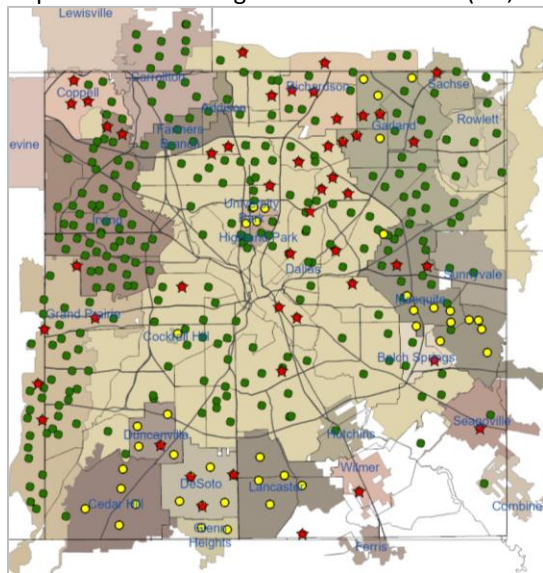 Lewisville
Carrollton
Coppell
Richardson
Sachse
Addison
Rowlett
Farmers
Branch
Garland
evine
University
Park
Irving
Highland Park
Dallas
Sunnyvale
Mesquite
Grand Prairie
Cockrell Hill
Balch Springs
Seagoville
Duncanville
Hutchins
Wilmer
DeSoto
Lancaster
Cedar Hill
Combine
Glenn
Heights
Ferris